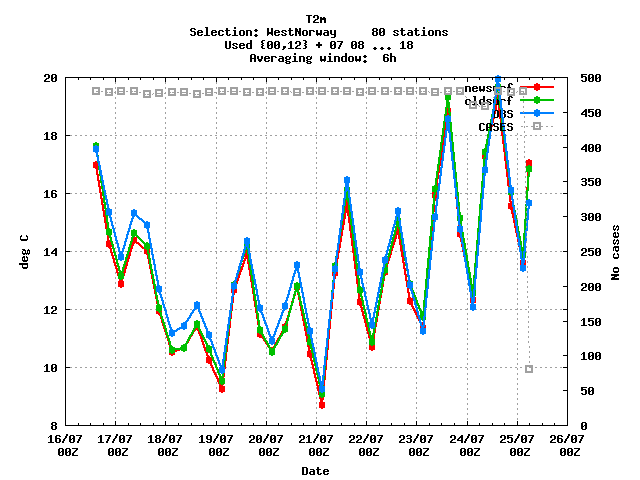 T2m
Selection: WestNorway     80 stations
Used {00,12} + 07 08 ... 18
Averaging window:  6h
newsurf
oldsurf
OBS
CASES
deg C
No cases
20
18
16
14
12
10
8
500
450
400
350
300
250
200
150
100
50
0
16/07 17/07 18/07 19/07 20/07 21/07 22/07 23/07 24/07 25/07 26/07
00Z 00Z 00Z 00Z 00Z 00Z 00Z 00Z 00Z 00Z 00Z
Date